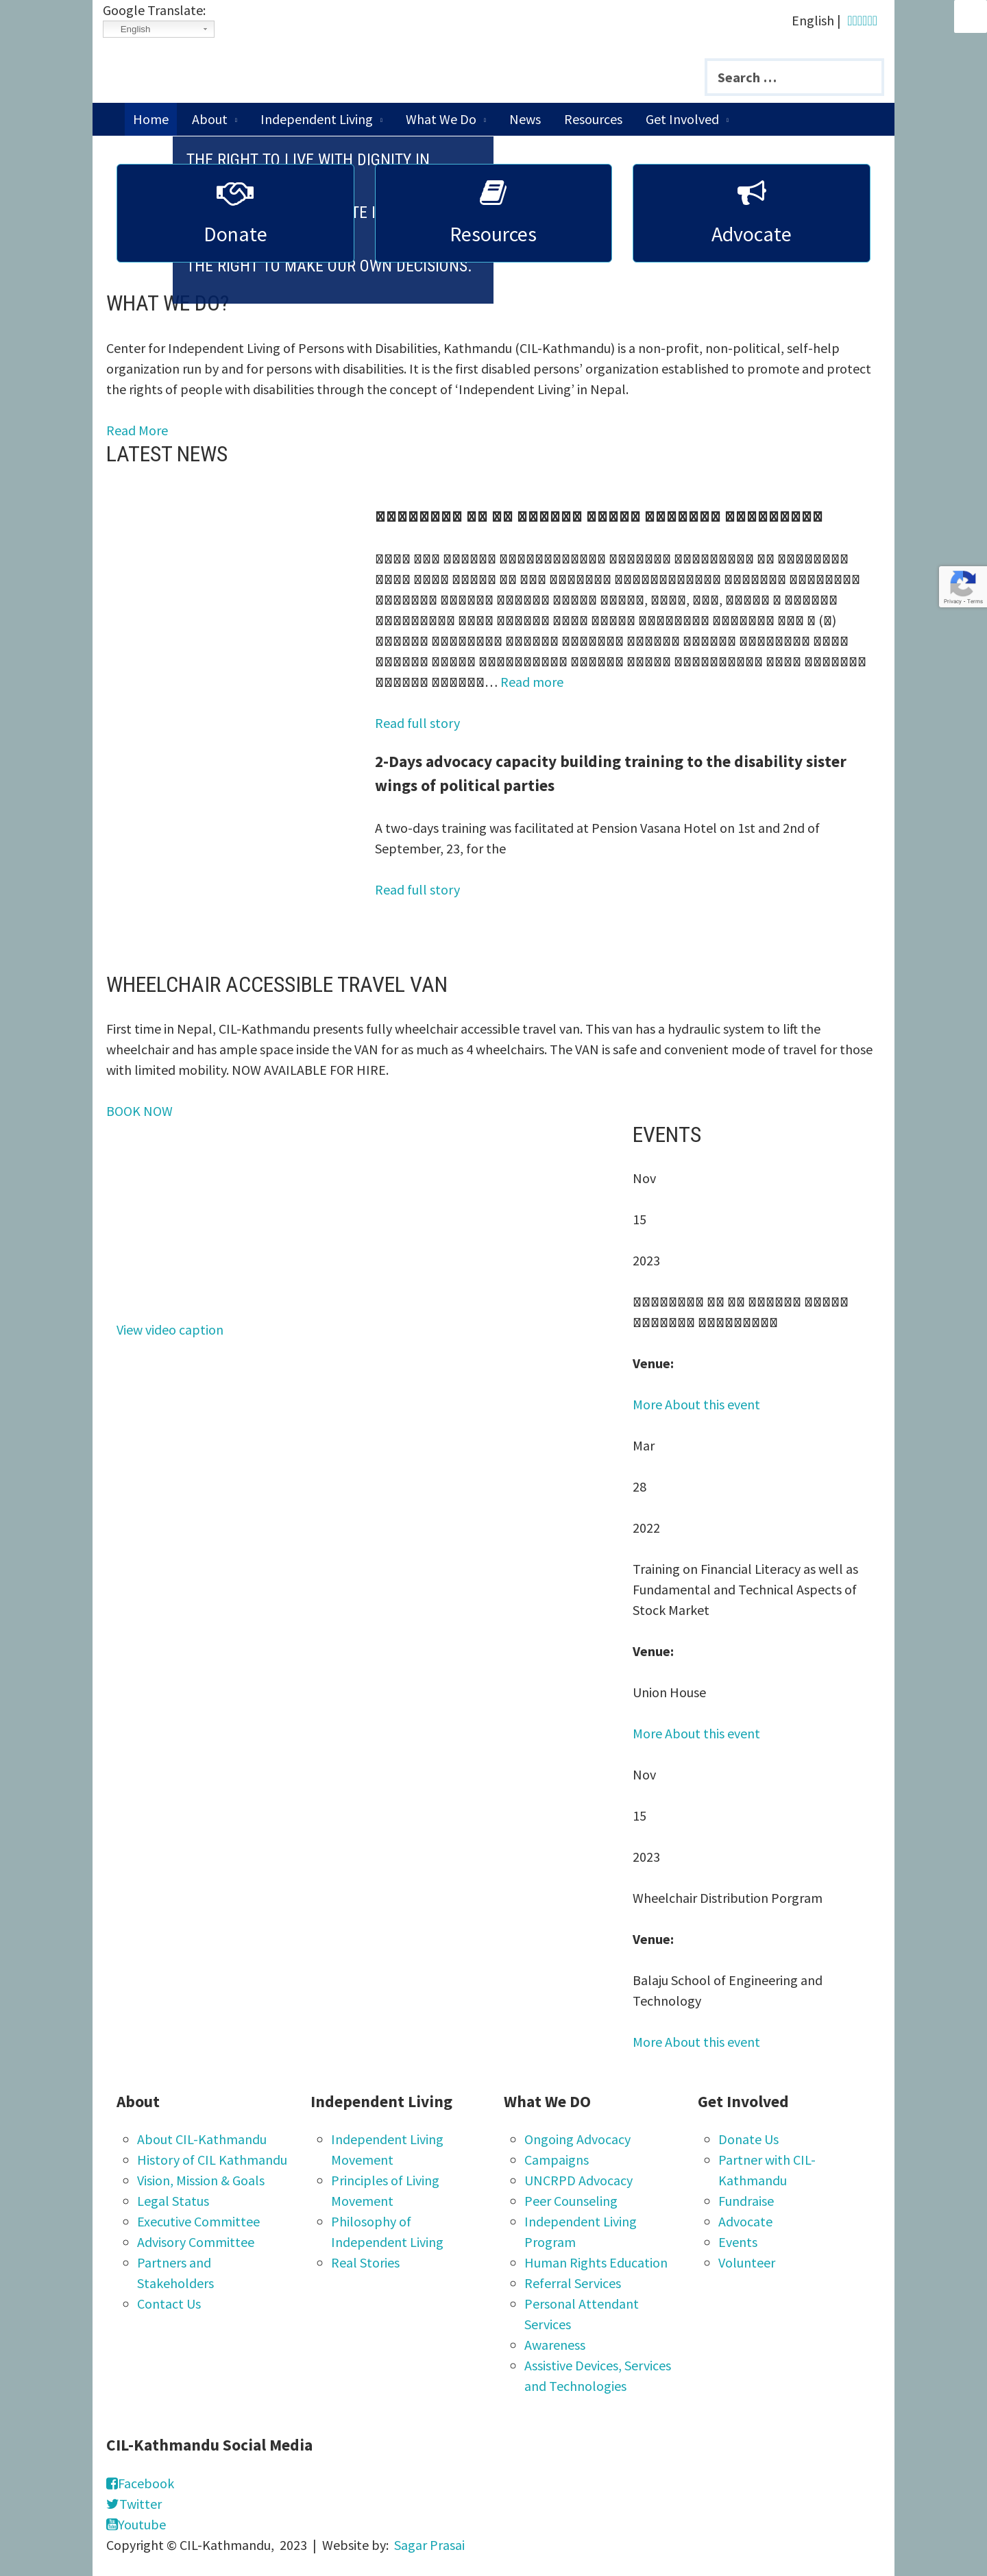 Google Translate:
English
English |
Search …
Home About Independent Living What We Do News Resources Get Involved
THE RIGHT TO LIVE WITH DIGNITY IN
THE RIGHT TO MAKE OUR OWN DECISIONS.
Donate
Resources
Advocate
WHAT WE DO?
Center for Independent Living of Persons with Disabilities, Kathmandu (CIL-Kathmandu) is a non-profit, non-political, self-help
organization run by and for persons with disabilities. It is the first disabled persons’ organization established to promote and protect
the rights of people with disabilities through the concept of ‘Independent Living’ in Nepal.
Read More
LATEST NEWS
Read more
Read full story
2-Days advocacy capacity building training to the disability sister
wings of political parties
A two-days training was facilitated at Pension Vasana Hotel on 1st and 2nd of
September, 23, for the
Read full story
WHEELCHAIR ACCESSIBLE TRAVEL VAN
First time in Nepal, CIL-Kathmandu presents fully wheelchair accessible travel van. This van has a hydraulic system to lift the
wheelchair and has ample space inside the VAN for as much as 4 wheelchairs. The VAN is safe and convenient mode of travel for those
with limited mobility. NOW AVAILABLE FOR HIRE.
BOOK NOW
View video caption
EVENTS
Nov
15
2023
Venue:
More About this event
Mar
28
2022
Training on Financial Literacy as well as
Fundamental and Technical Aspects of
Stock Market
Venue:
Union House
More About this event
Nov
15
2023
Wheelchair Distribution Porgram
Venue:
Balaju School of Engineering and
Technology
More About this event
Privacy - Terms
About
About CIL-Kathmandu
History of CIL Kathmandu
Vision, Mission & Goals
Legal Status
Executive Committee
Advisory Committee
Partners and
Stakeholders
Contact Us
Independent Living
Independent Living
Movement
Principles of Living
Movement
Philosophy of
Independent Living
Real Stories
What We DO
Ongoing Advocacy
Campaigns
UNCRPD Advocacy
Peer Counseling
Independent Living
Program
Human Rights Education
Referral Services
Personal Attendant
Services
Awareness
Assistive Devices, Services
and Technologies
Get Involved
Donate Us
Partner with CIL-
Kathmandu
Fundraise
Advocate
Events
Volunteer
CIL-Kathmandu Social Media
Facebook
Twitter
Youtube
Copyright © CIL-Kathmandu, 2023 | Website by: Sagar Prasai